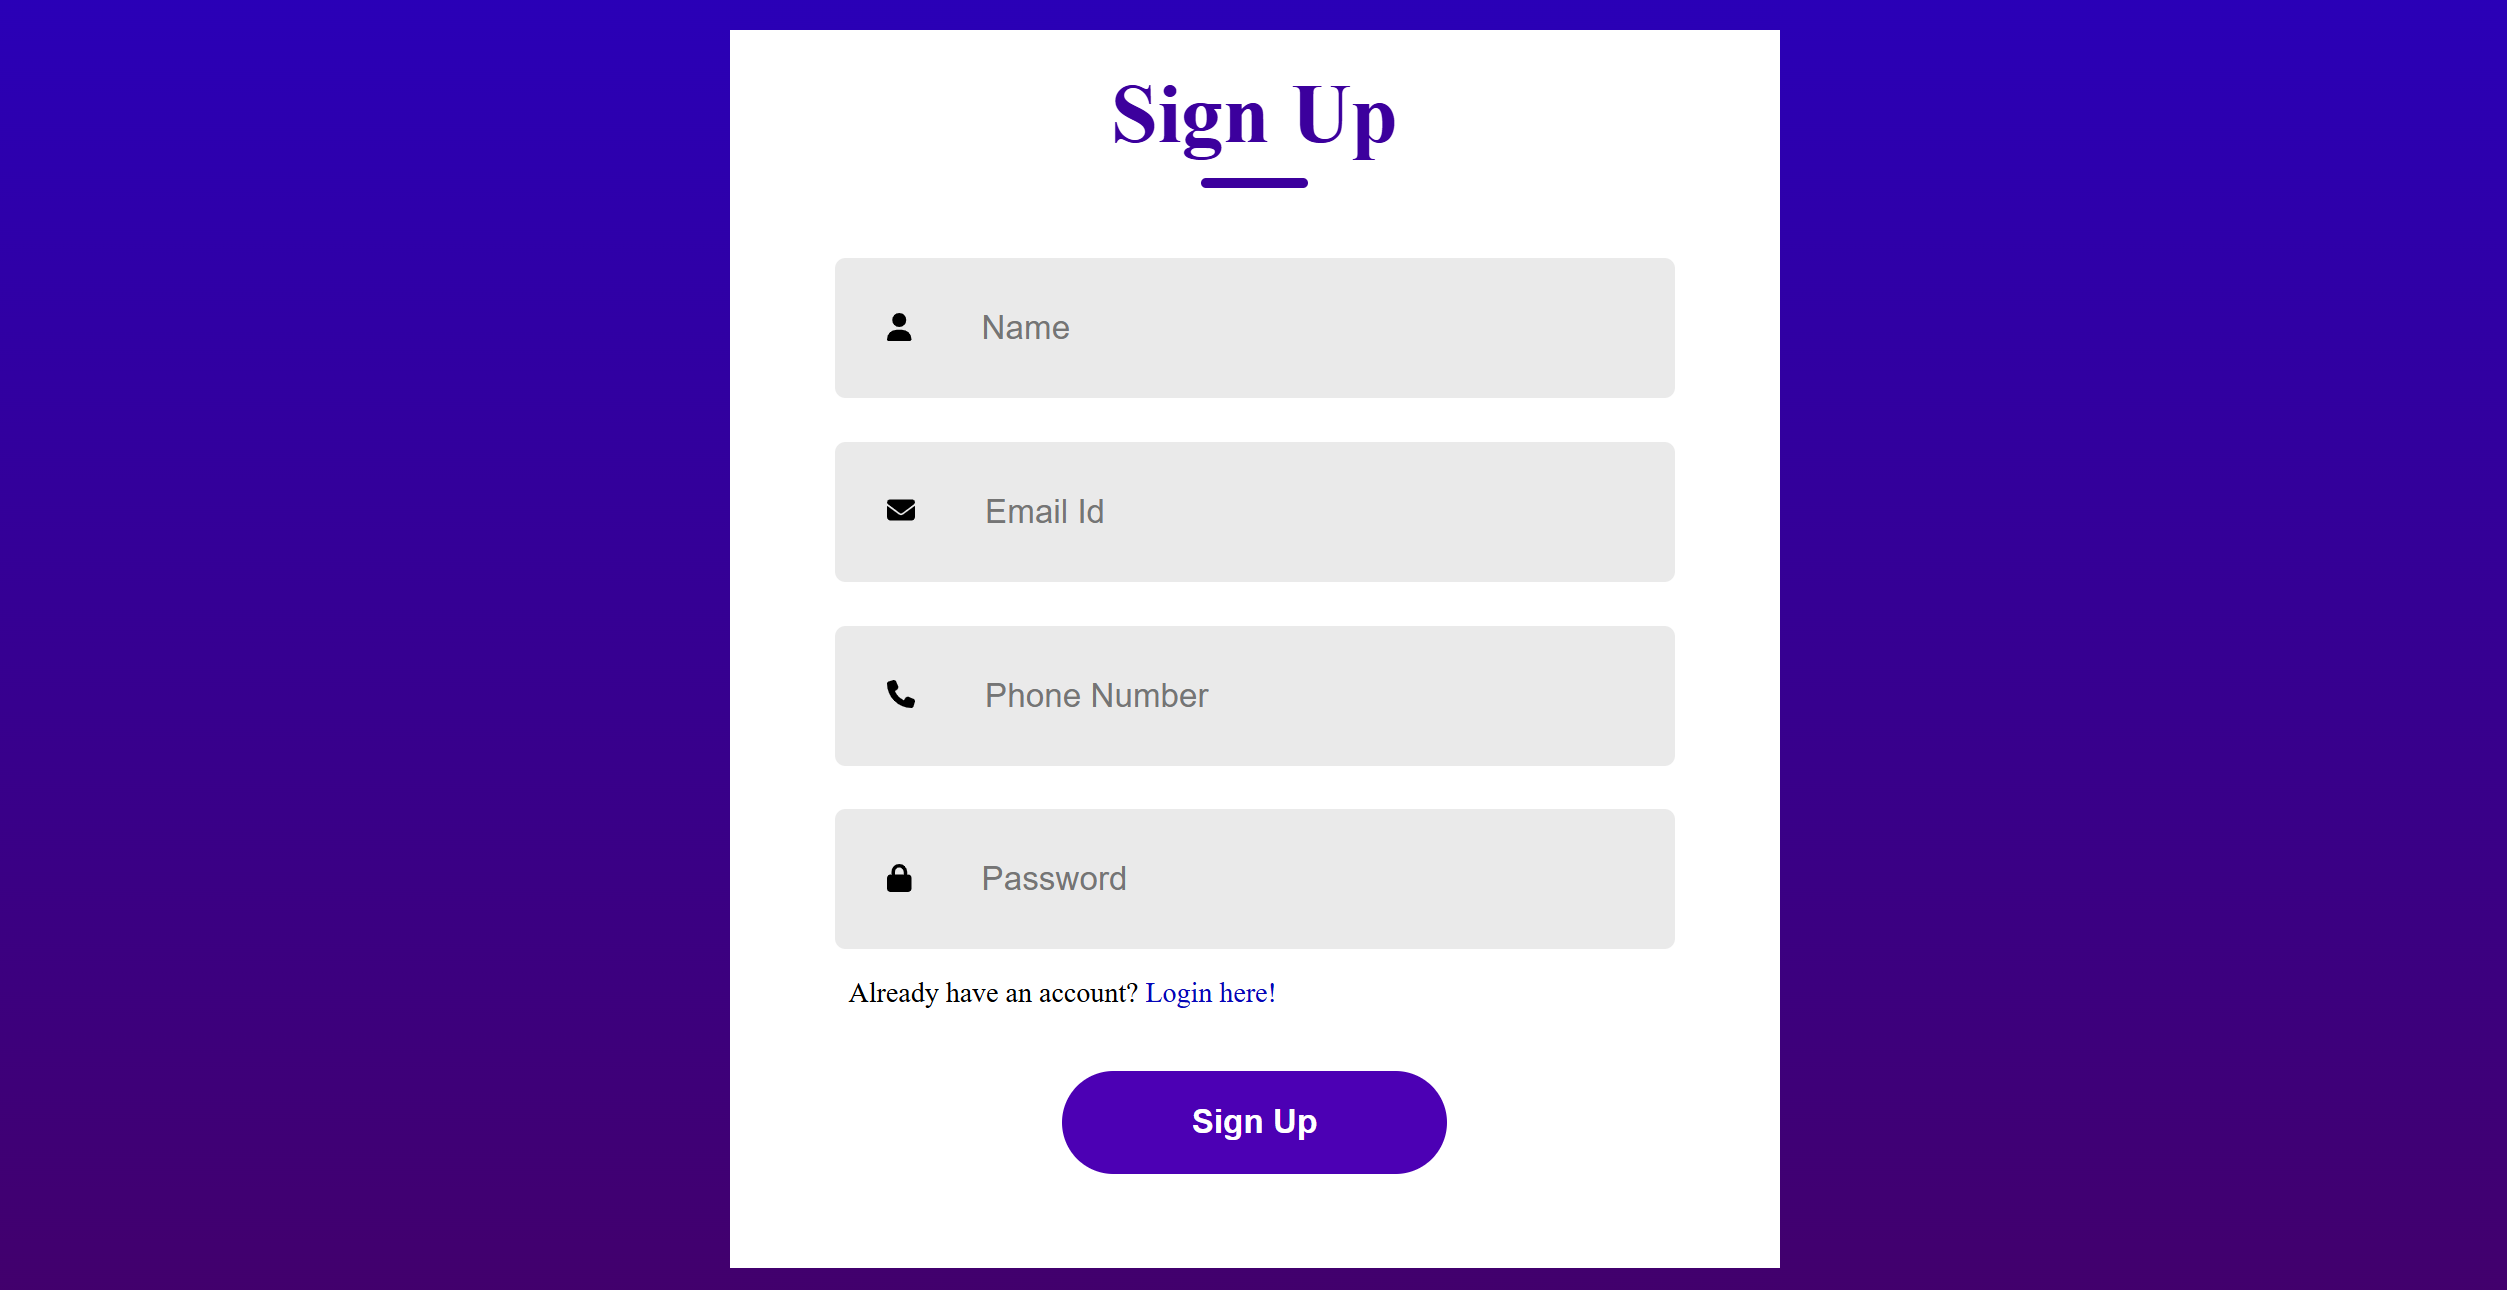 Sign Up
Name
Email Id
Phone Number
Password
Already have an account? Login here!
Sign Up